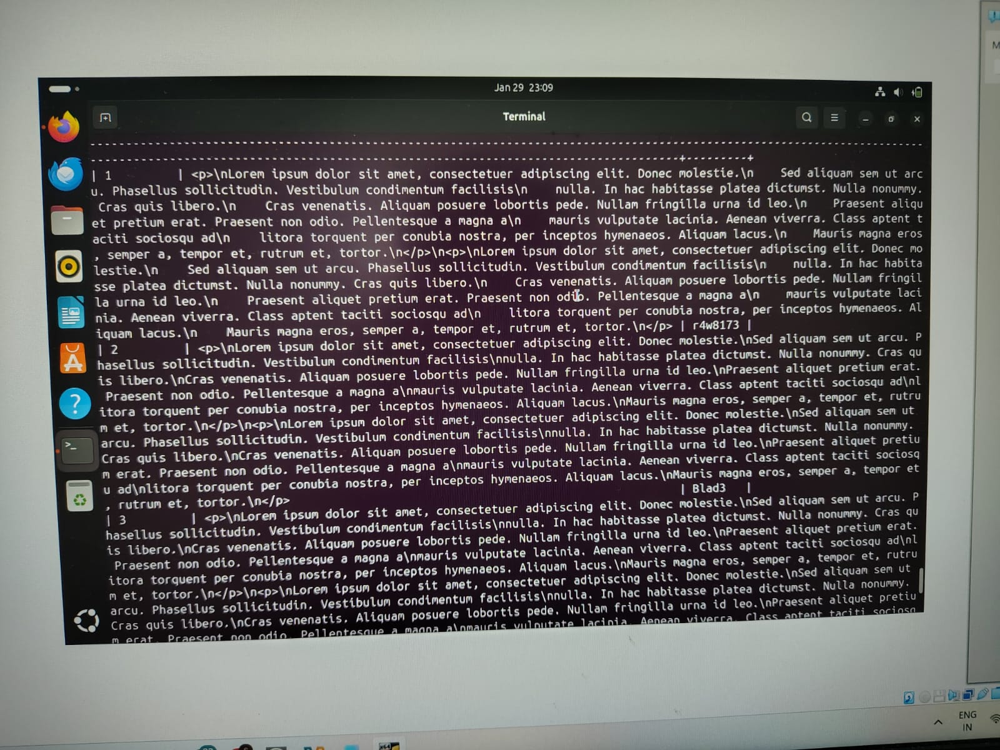 Jan 29 23:09
Terminal
-----------------------------------------------------------------------------------------------
-------------------------------------------------------------------+---------+
| 1 | <p>\nLorem ipsum dolor sit amet, consectetuer adipiscing elit. Donec molestie.\n Sed aliquam sem ut arc
u. Phasellus sollicitudin. Vestibulum condimentum facilisis\n nulla. In hac habitasse platea dictumst. Nulla nonummy.
Cras quis libero.\n Cras venenatis. Aliquam posuere lobortis pede. Nullam fringilla urna id leo.\n Praesent aliqu
et pretium erat. Praesent non odio. Pellentesque a magna a\n mauris vulputate lacinia. Aenean viverra. Class aptent t
aciti sociosqu ad\n litora torquent per conubia nostra, per inceptos hymenaeos. Aliquam lacus.\n Mauris magna eros
, semper a, tempor et, rutrum et, tortor.\n</p>\n<p>\nLorem ipsum dolor sit amet, consectetuer adipiscing elit. Donec mo
lestie.\n Sed aliquam sem ut arcu. Phasellus sollicitudin. Vestibulum condimentum facilisis\n nulla. In hac habita
sse platea dictumst. Nulla nonummy. Cras quis libero.\n Cras venenatis. Aliquam posuere lobortis pede. Nullam fringil
la urna id leo.\n Praesent aliquet pretium erat. Praesent non odio. Pellentesque a magna a\n mauris vulputate laci
nia. Aenean viverra. Class aptent taciti sociosqu ad\n litora torquent per conubia nostra, per inceptos hymenaeos. Al
iquam lacus.\n Mauris magna eros, semper a, tempor et, rutrum et, tortor.\n</p> | r4w8173 |
| 2 | <p>\nLorem ipsum dolor sit amet, consectetuer adipiscing elit. Donec molestie.\nSed aliquam sem ut arcu. P
hasellus sollicitudin. Vestibulum condimentum facilisis\nnulla. In hac habitasse platea dictumst. Nulla nonummy. Cras qu
is libero.\nCras venenatis. Aliquam posuere lobortis pede. Nullam fringilla urna id leo.\nPraesent aliquet pretium erat.
Praesent non odio. Pellentesque a magna a\nmauris vulputate lacinia. Aenean viverra. Class aptent taciti sociosqu ad\nl
itora torquent per conubia nostra, per inceptos hymenaeos. Aliquam lacus.\nMauris magna eros, semper a, tempor et, rutru
m et, tortor.\n</p>\n<p>\nLorem ipsum dolor sit amet, consectetuer adipiscing elit. Donec molestie.\nSed aliquam sem ut
arcu. Phasellus sollicitudin. Vestibulum condimentum facilisis\nnulla. In hac habitasse platea dictumst. Nulla nonummy.
Cras quis libero.\nCras venenatis. Aliquam posuere lobortis pede. Nullam fringilla urna id leo.\nPraesent aliquet pretiu
m erat. Praesent non odio. Pellentesque a magna a\nmauris vulputate lacinia. Aenean viverra. Class aptent taciti sociosq
u ad\nlitora torquent per conubia nostra, per inceptos hymenaeos. Aliquam lacus.\nMauris magna eros, semper a, tempor et
, rutrum et, tortor.\n</p> | Blad3 |
| 3 | <p>\nLorem ipsum dolor sit amet, consectetuer adipiscing elit. Donec molestie.\nSed aliquam sem ut arcu. P
hasellus sollicitudin. Vestibulum condimentum facilisis\nnulla. In hac habitasse platea dictumst. Nulla nonummy. Cras qu
is libero.\nCras venenatis. Aliquam posuere lobortis pede. Nullam fringilla urna id leo.\nPraesent aliquet pretium erat.
Praesent non odio. Pellentesque a magna a\nmauris vulputate lacinia. Aenean viverra. Class aptent taciti sociosqu ad\nl
itora torquent per conubia nostra, per inceptos hymenaeos. Aliquam lacus.\nMauris magna eros, semper a, tempor et, rutru
m et, tortor.\n</p>\n<p>\nLorem ipsum dolor sit amet, consectetuer adipiscing elit. Donec molestie.\nSed aliquam sem ut
arcu. Phasellus sollicitudin. Vestibulum condimentum facilisis\nnulla. In hac habitasse platea dictumst. Nulla nonummy.
Cras quis libero.\nCras venenatis. Aliquam posuere lobortis pede. Nullam fringilla urna id leo.\nPraesent aliquet pretiu
m erat. Praesent non odio. Pellentesque a magna a\nmauris vulputate lacinia. Aenean viverra. Class aptent taciti sociosq
M
ENG
IN
x64